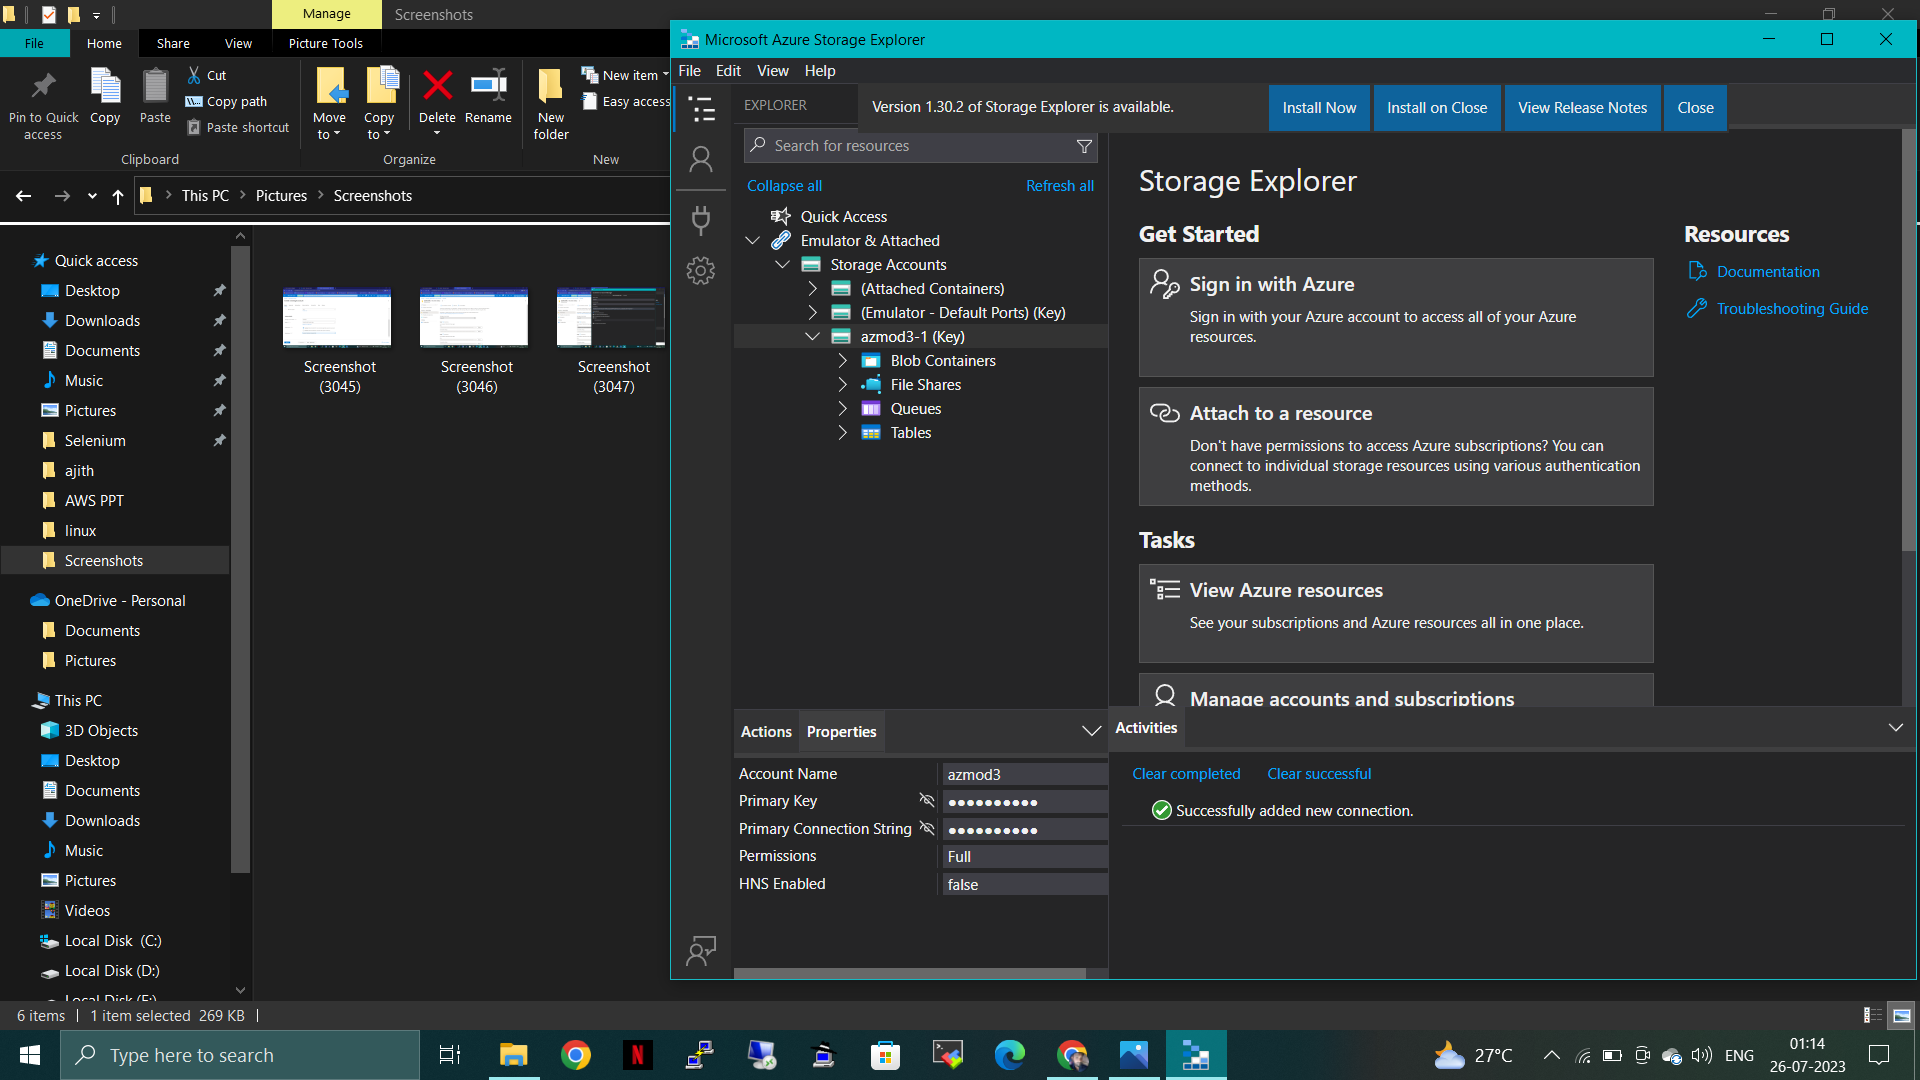 Manage
Screenshots
File
Home
Share
View
Picture Tools
Pin to Quick access
Copy
Paste
Cut
Copy path
Paste shortcut
Clipboard
Move to
Copy to
Delete
Rename
Organize
New folder
New item
Easy access
New
This PC
Pictures
Screenshots
Quick access
Desktop
Downloads
Documents
Music
Pictures
Selenium
ajith
AWS PPT
linux
Screenshots
OneDrive - Personal
Documents
Pictures
This PC
3D Objects
Desktop
Documents
Downloads
Music
Pictures
Videos
Local Disk (C:)
Local Disk (D:)
Screenshot (3045)
Screenshot (3046)
Screenshot (3047)
6 items
1 item selected 269 KB
Microsoft Azure Storage Explorer
File
Edit
View
Help
EXPLORER
Version 1.30.2 of Storage Explorer is available.
Install Now
Install on Close
View Release Notes
Close
Search for resources
Collapse all
Refresh all
Quick Access
Emulator & Attached
Storage Accounts
(Attached Containers)
(Emulator - Default Ports) (Key)
azmod3-1 (Key)
Blob Containers
File Shares
Queues
Tables
Storage Explorer
Get Started
Sign in with Azure
Sign in with your Azure account to access all of your Azure
resources.
Attach to a resource
Don't have permissions to access Azure subscriptions? You can
connect to individual storage resources using various authentication
methods.
Tasks
View Azure resources
See your subscriptions and Azure resources all in one place.
Manage accounts and subscriptions
Resources
Documentation
Troubleshooting Guide
Actions
Properties
Account Name
azmod3
Primary Key
●●●●●●●●●●
Primary Connection String
●●●●●●●●●●
Permissions
Full
HNS Enabled
false
Activities
Clear completed
Clear successful
Successfully added new connection.
Type here to search
N
27°C
ENG
01:14
26-07-2023